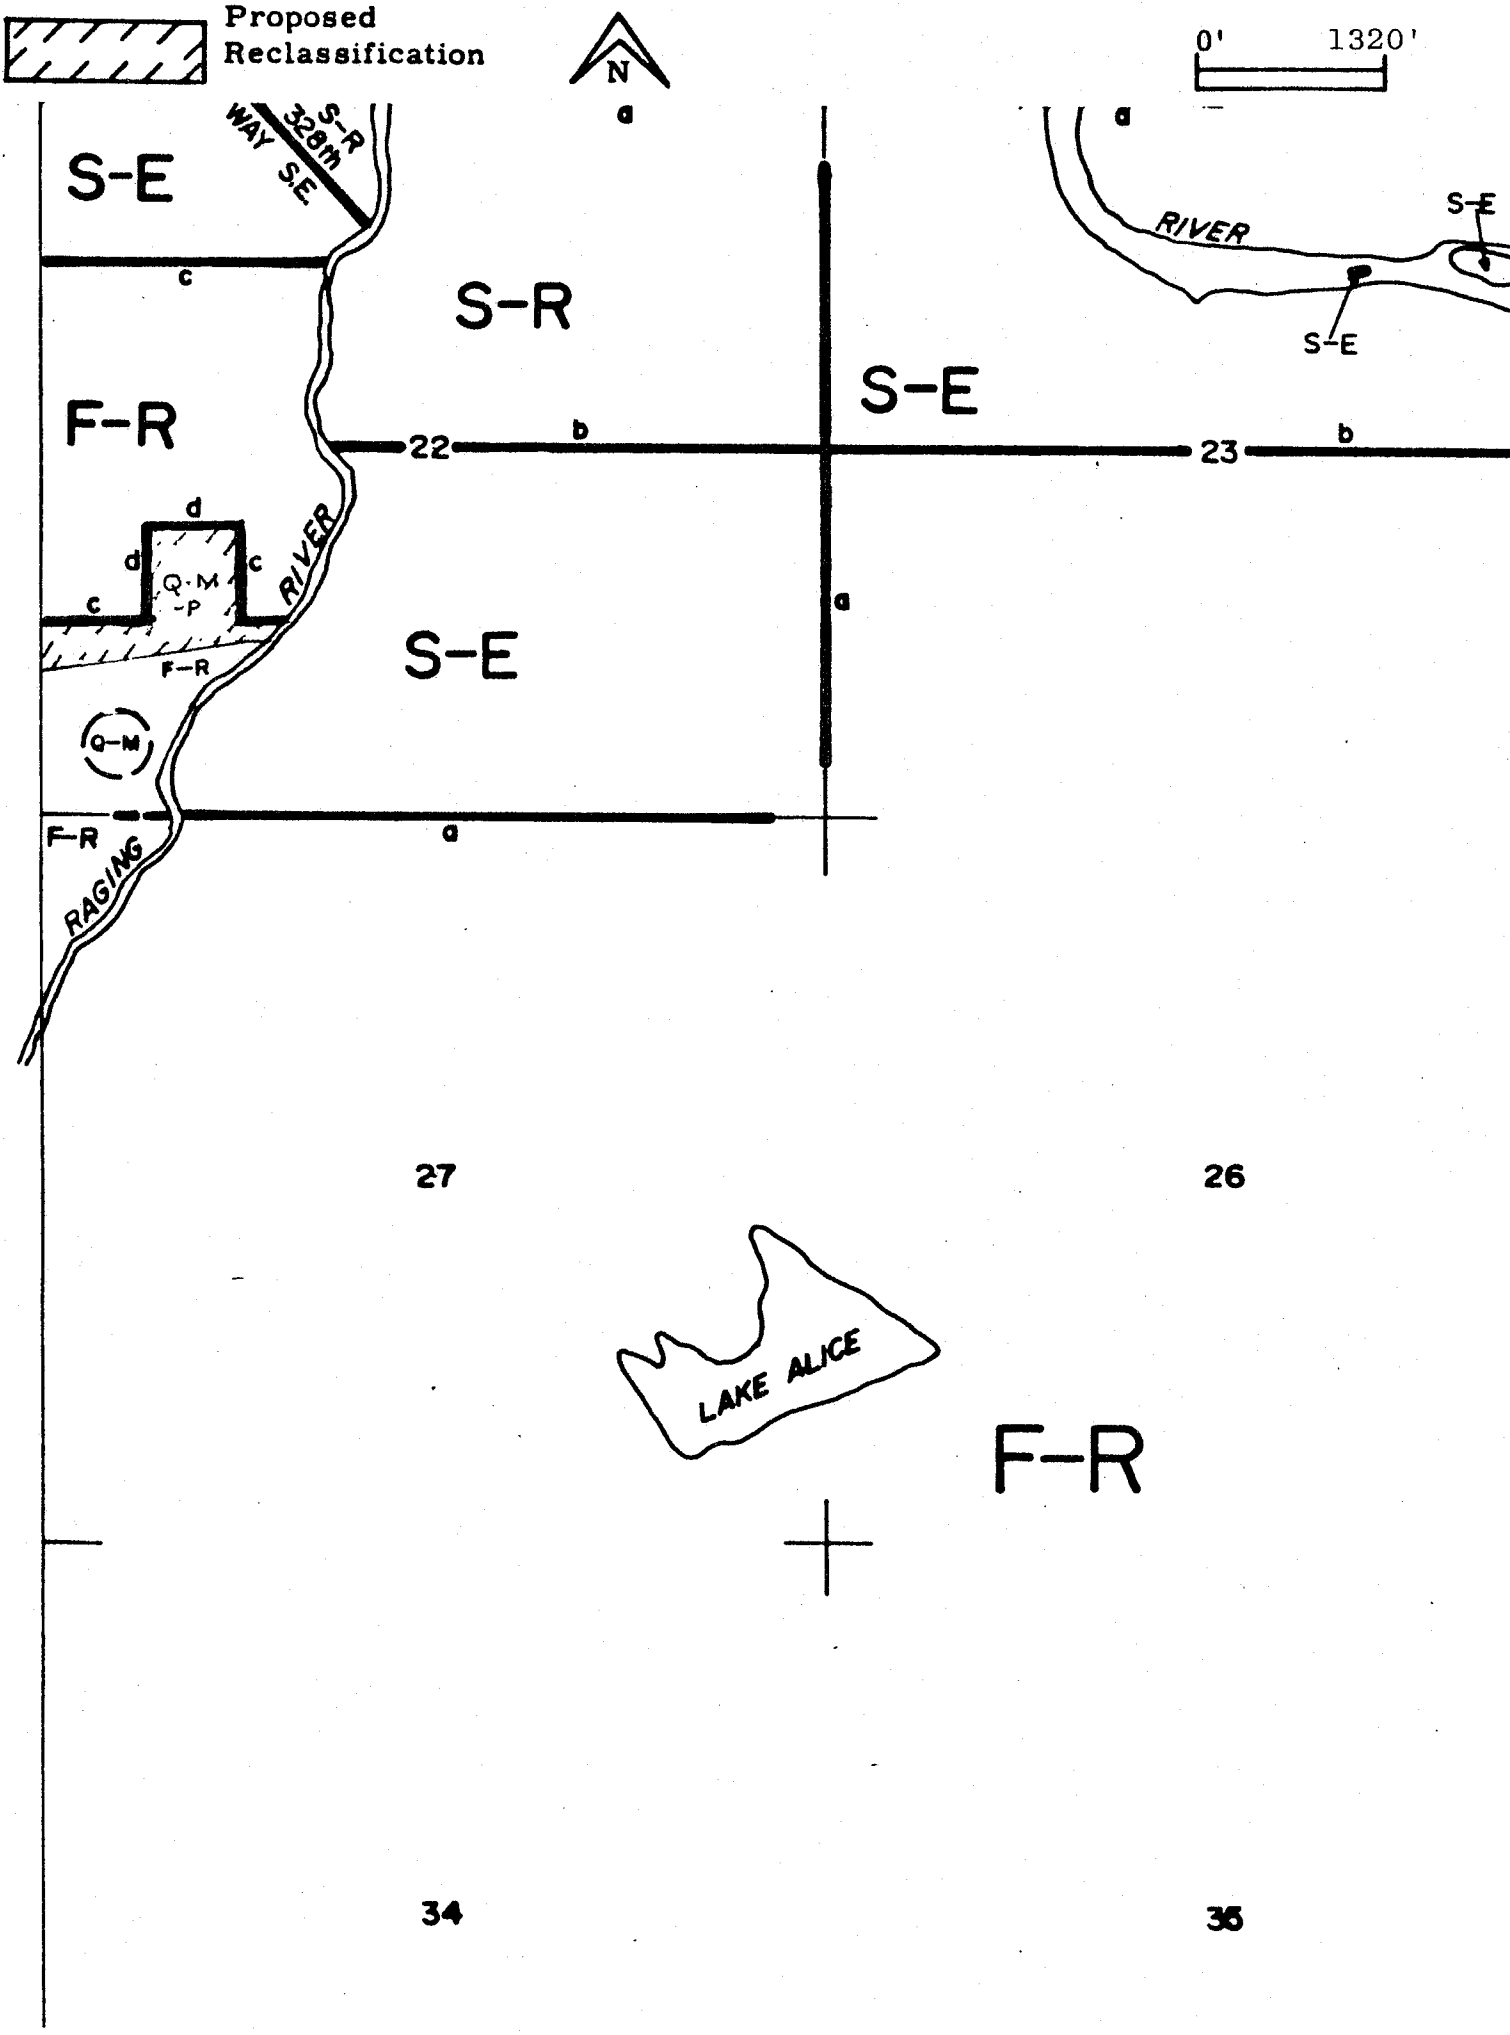 Proposed
Reclassification
N
0' 1320'
a
a
S-R
328th
WAY S.E.
S-E
S-E
RIVER
c
S-R
S-E
F-R
S-E
b
b
22
23
d
d
c
Q-M
-P
RIVER
c
a
S-E
F-R
Q-M
F-R
a
RAGING
27
26
LAKE ALICE
F-R
34
35